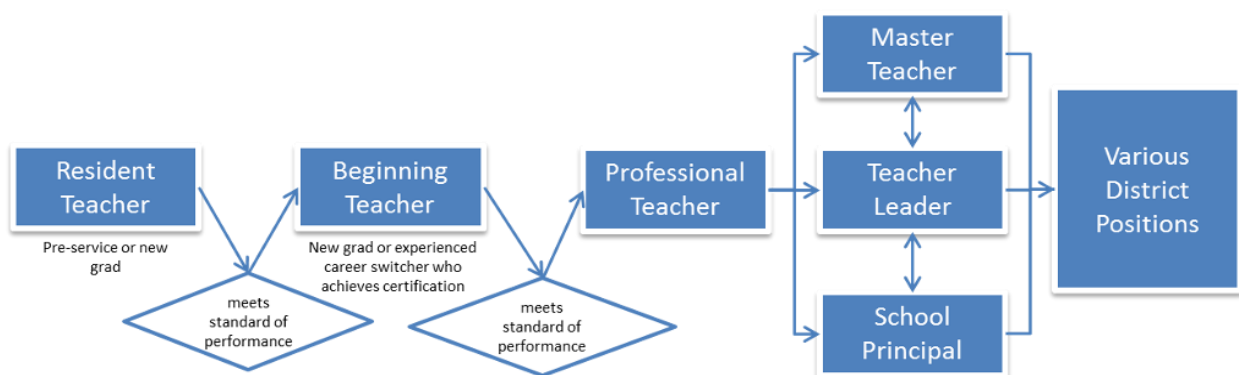 Resident
Teacher
Pre-service or new
grad
meets
standard of
performance
Beginning
Teacher
New grad or experienced
career switcher who
achieves certification
meets
standard of
performance
Professional
Teacher
Master
Teacher
Teacher
Leader
School
Principal
Various
District
Positions